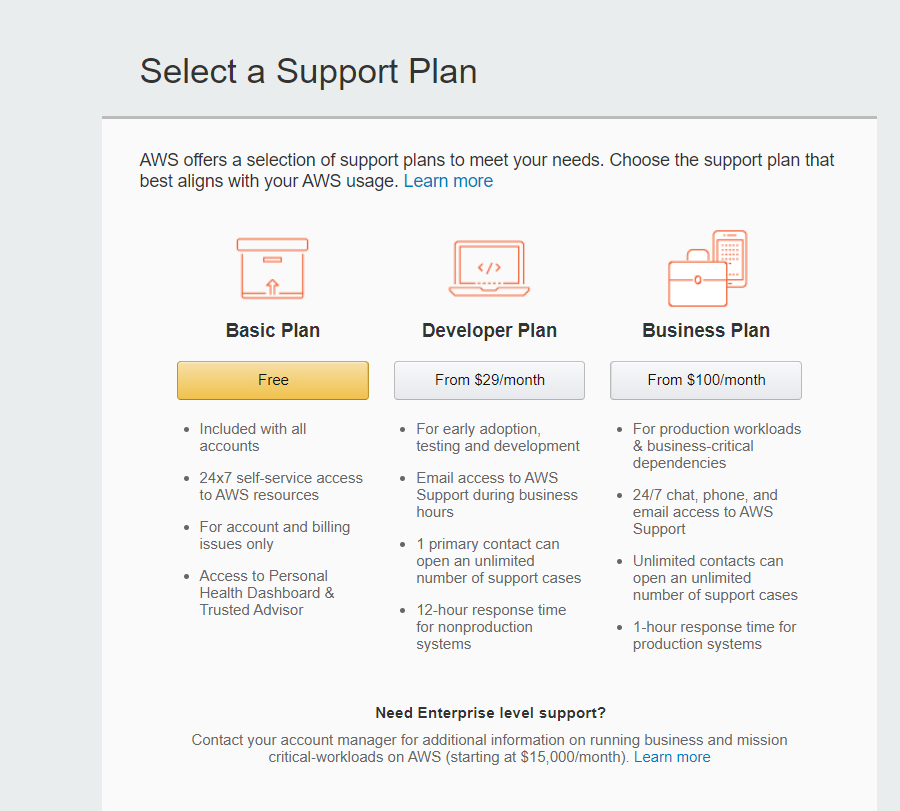 Select a Support Plan
AWS offers a selection of support plans to meet your needs. Choose the support plan that
best aligns with your AWS usage. Learn more
Basic Plan
Free
Included with all
accounts
24x7 self-service access
to AWS resources
For account and billing
issues only
Access to Personal
Health Dashboard &
Trusted Advisor
</>
Developer Plan
From $29/month
For early adoption,
testing and development
Email access to AWS
Support during business
hours
1 primary contact can
open an unlimited
number of support cases
12-hour response time
for nonproduction
systems
Business Plan
From $100/month
For production workloads
& business-critical
dependencies
24/7 chat, phone, and
email access to AWS
Support
Unlimited contacts can
open an unlimited
number of support cases
1-hour response time for
production systems
Need Enterprise level support?
Contact your account manager for additional information on running business and mission
critical-workloads on AWS (starting at $15,000/month). Learn more